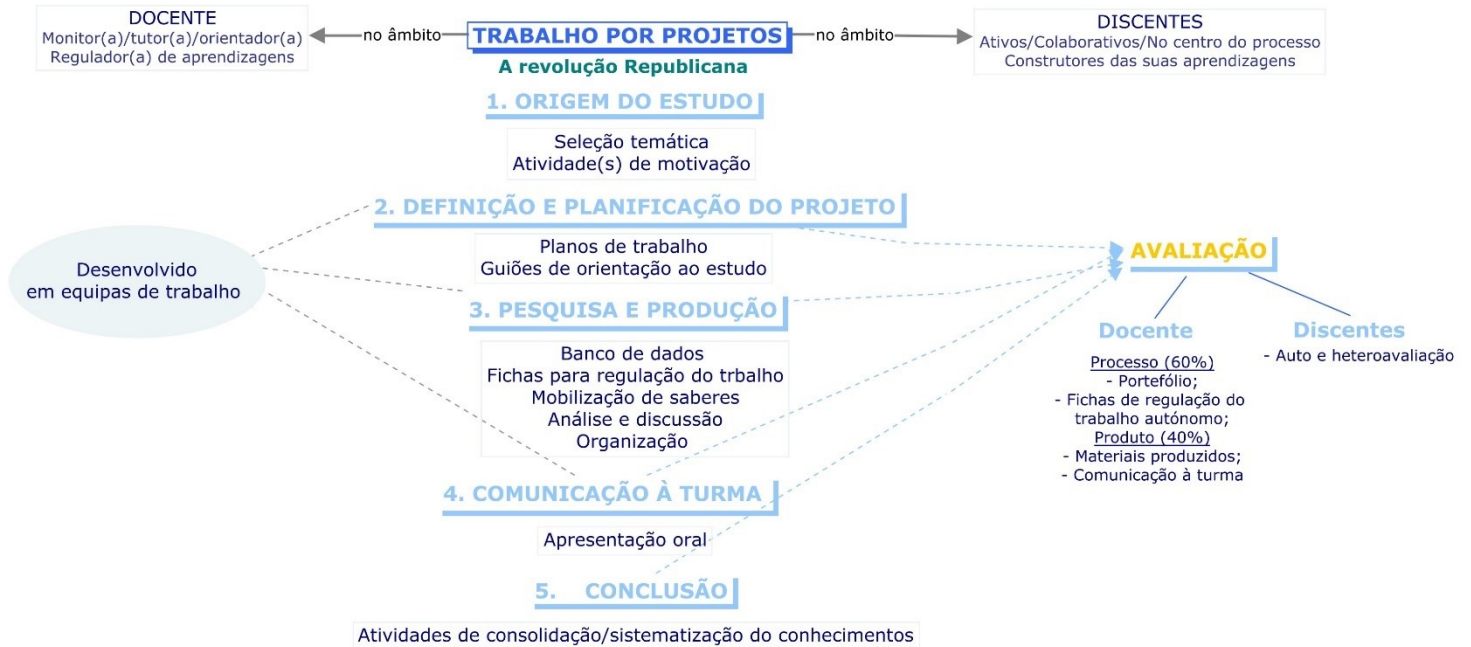 DOCENTE
Monitor(a)/tutor(a)/orientador(a)
Regulador(a) de aprendizagens
no âmbito
TRABALHO POR PROJETOS
no âmbito
DISCENTES
Ativos/Colaborativos/No centro do processo
Construtores das suas aprendizagens
A revolução Republicana
1. ORIGEM DO ESTUDO
Seleção temática
Atividade(s) de motivação
2. DEFINIÇÃO E PLANIFICAÇÃO DO PROJETO
Planos de trabalho
Guiões de orientação ao estudo
Desenvolvido
em equipas de trabalho
3. PESQUISA E PRODUÇÃO
Banco de dados
Fichas para regulação do trbalho
Mobilização de saberes
Análise e discussão
Organização
4. COMUNICAÇÃO À TURMA
Apresentação oral
5. CONCLUSÃO
Atividades de consolidação/sistematização do conhecimentos
AVALIAÇÃO
Docente
Processo (60%)
- Portefólio;
- Fichas de regulação do
trabalho autónomo;
Produto (40%)
- Materiais produzidos;
- Comunicação à turma
Discentes
- Auto e heteroavaliação